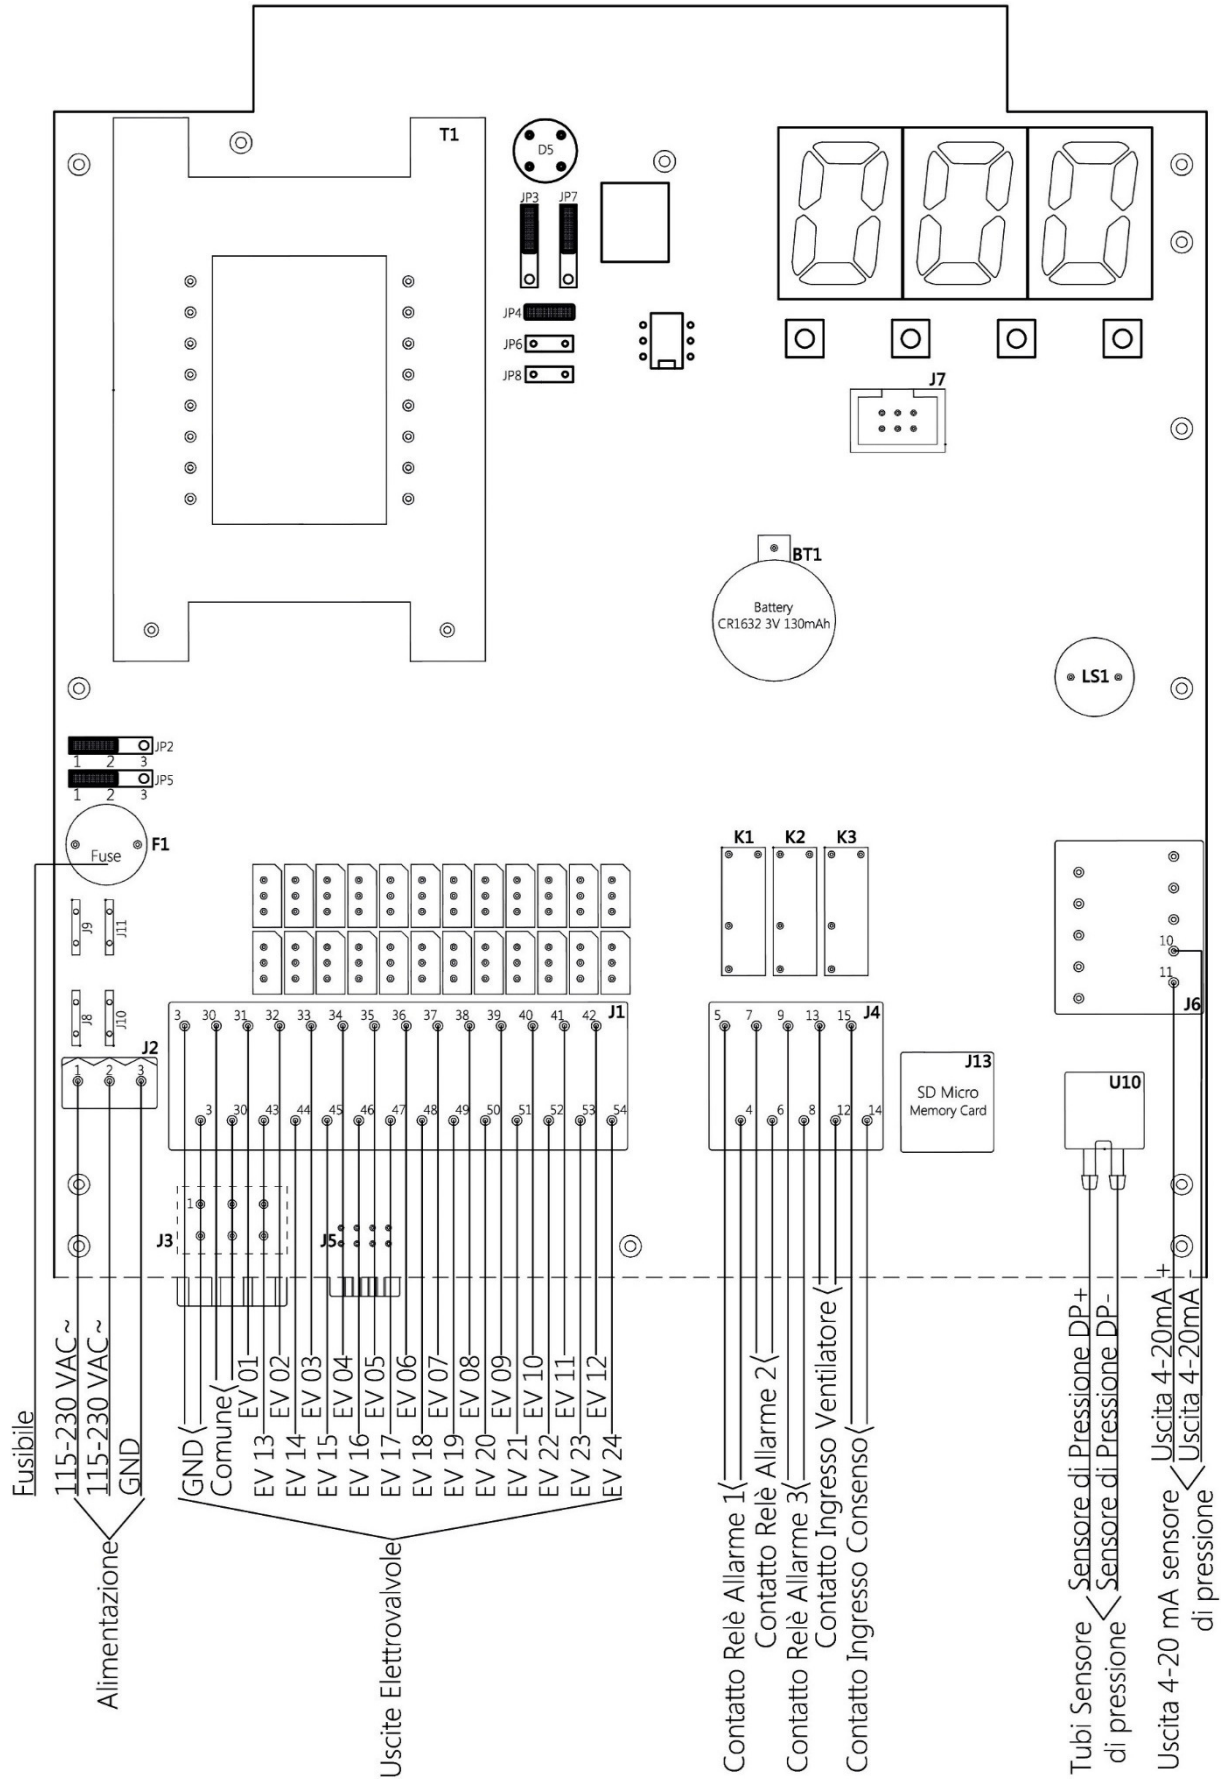 T1
D5
JP3
JP7
JP4
JP6
JP8
J7
BT1
Battery
CR1632 3V 130mAh
LS1
1 2 3 JP2
1 2 3 JP5
Fuse
F1
J9
J11
J8
J10
K1 K2 K3
10
11
J6
J2
1 2 3
J1
3 30 31 32 33 34 35 36 37 38 39 40 41 42
3 30 43 44 45 46 47 48 49 50 51 52 53 54
J4
5 7 9 13 15
4 6 8 12 14
J13
SD Micro
Memory Card
U10
1
J3
J5
Fusibile
115-230 VAC~
115-230 VAC~
GND
Alimentazione
GND
Comune
EV 01
EV 13
EV 02
EV 14
EV 03
EV 15
EV 04
EV 16
EV 05
EV 17
EV 06
EV 18
EV 07
EV 19
EV 08
EV 20
EV 09
EV 21
EV 10
EV 22
EV 11
EV 23
EV 12
EV 24
Uscite Elettrovalvole
Contatto Relè Allarme 1
Contatto Relè Allarme 2
Contatto Relè Allarme 3
Contatto Ingresso Ventilatore
Contatto Ingresso Consenso
Sensore di Pressione DP+
Sensore di Pressione DP-
Tubi Sensore
di pressione
Uscita 4-20mA +
Uscita 4-20mA -
Uscita 4-20 mA sensore
di pressione